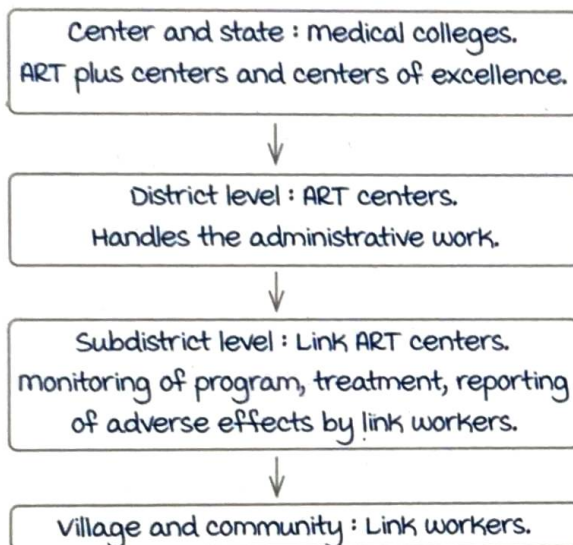 Center and state : medical colleges.
ART plus centers and centers of excellence.
District level : ART centers.
Handles the administrative work.
Subdistrict level : Link ART centers.
monitoring of program, treatment, reporting
of adverse effects by link workers.
Village and community : Link workers.